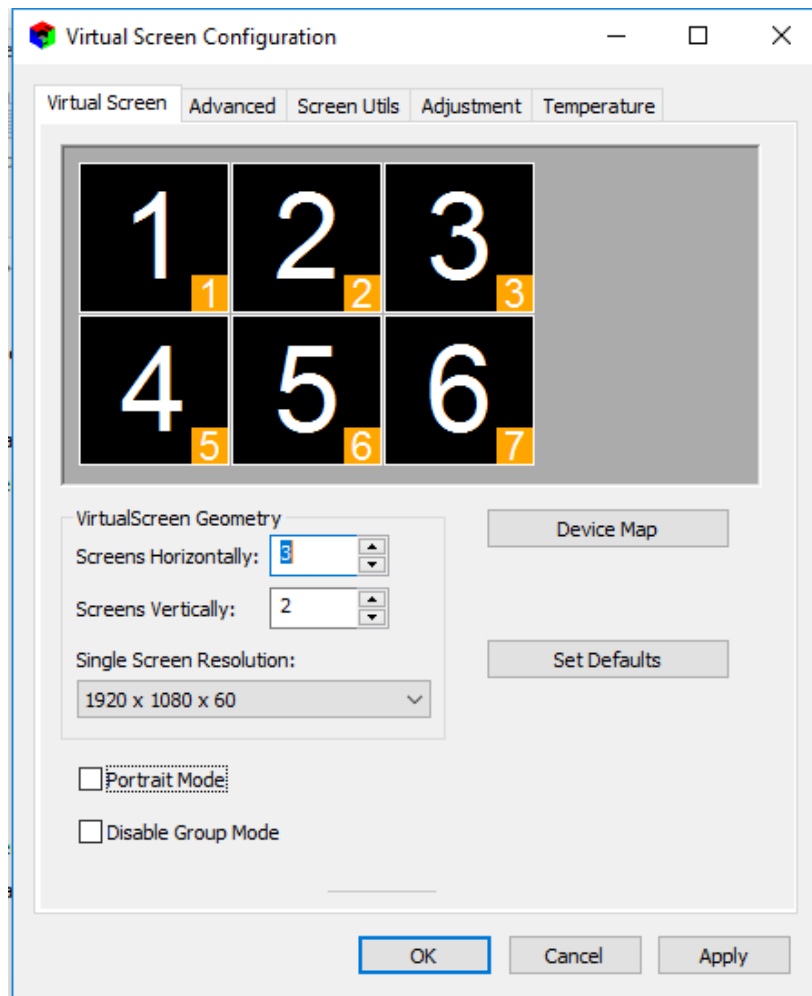 Virtual Screen Configuration
Virtual Screen Advanced Screen Utils Adjustment Temperature
1 2 3
1 2 3
4 5 6
5 6 7
VirtualScreen Geometry
Device Map
Screens Horizontally: 3
Screens Vertically: 2
Single Screen Resolution:
Set Defaults
1920 x 1080 x 60
Portrait Mode
Disable Group Mode
OK Cancel Apply